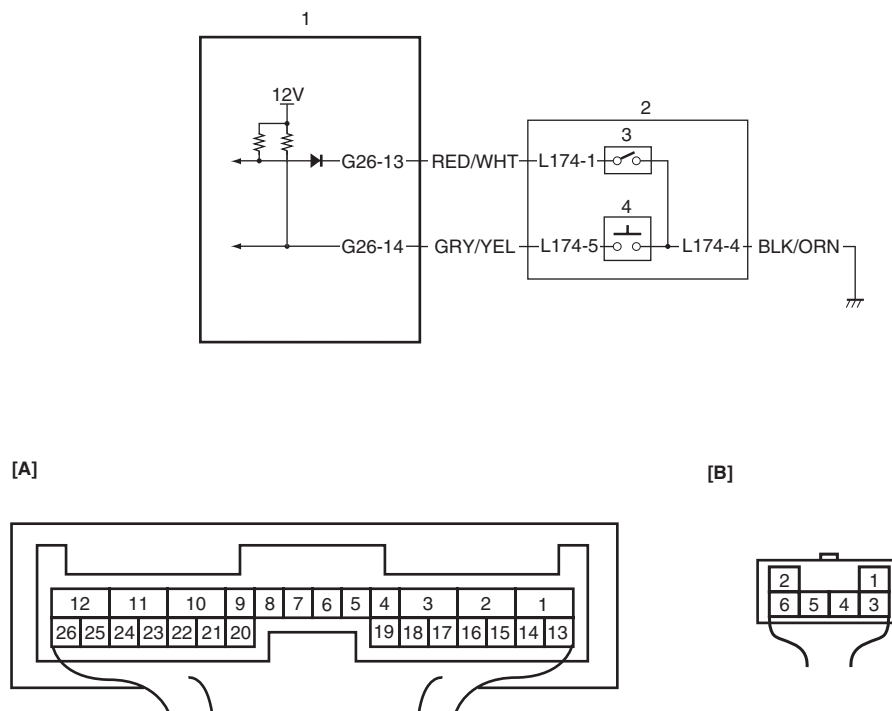 1
12V
2
3
G26-13 RED/WHT L174-1
4
G26-14 GRY/YEL L174-5 L174-4 BLK/ORN
[A]
[B]
12 11 10 9 8 7 6 5 4 3 2 1
26 25 24 23 22 21 20 19 18 17 16 15 14 13
2 1
6 5 4 3